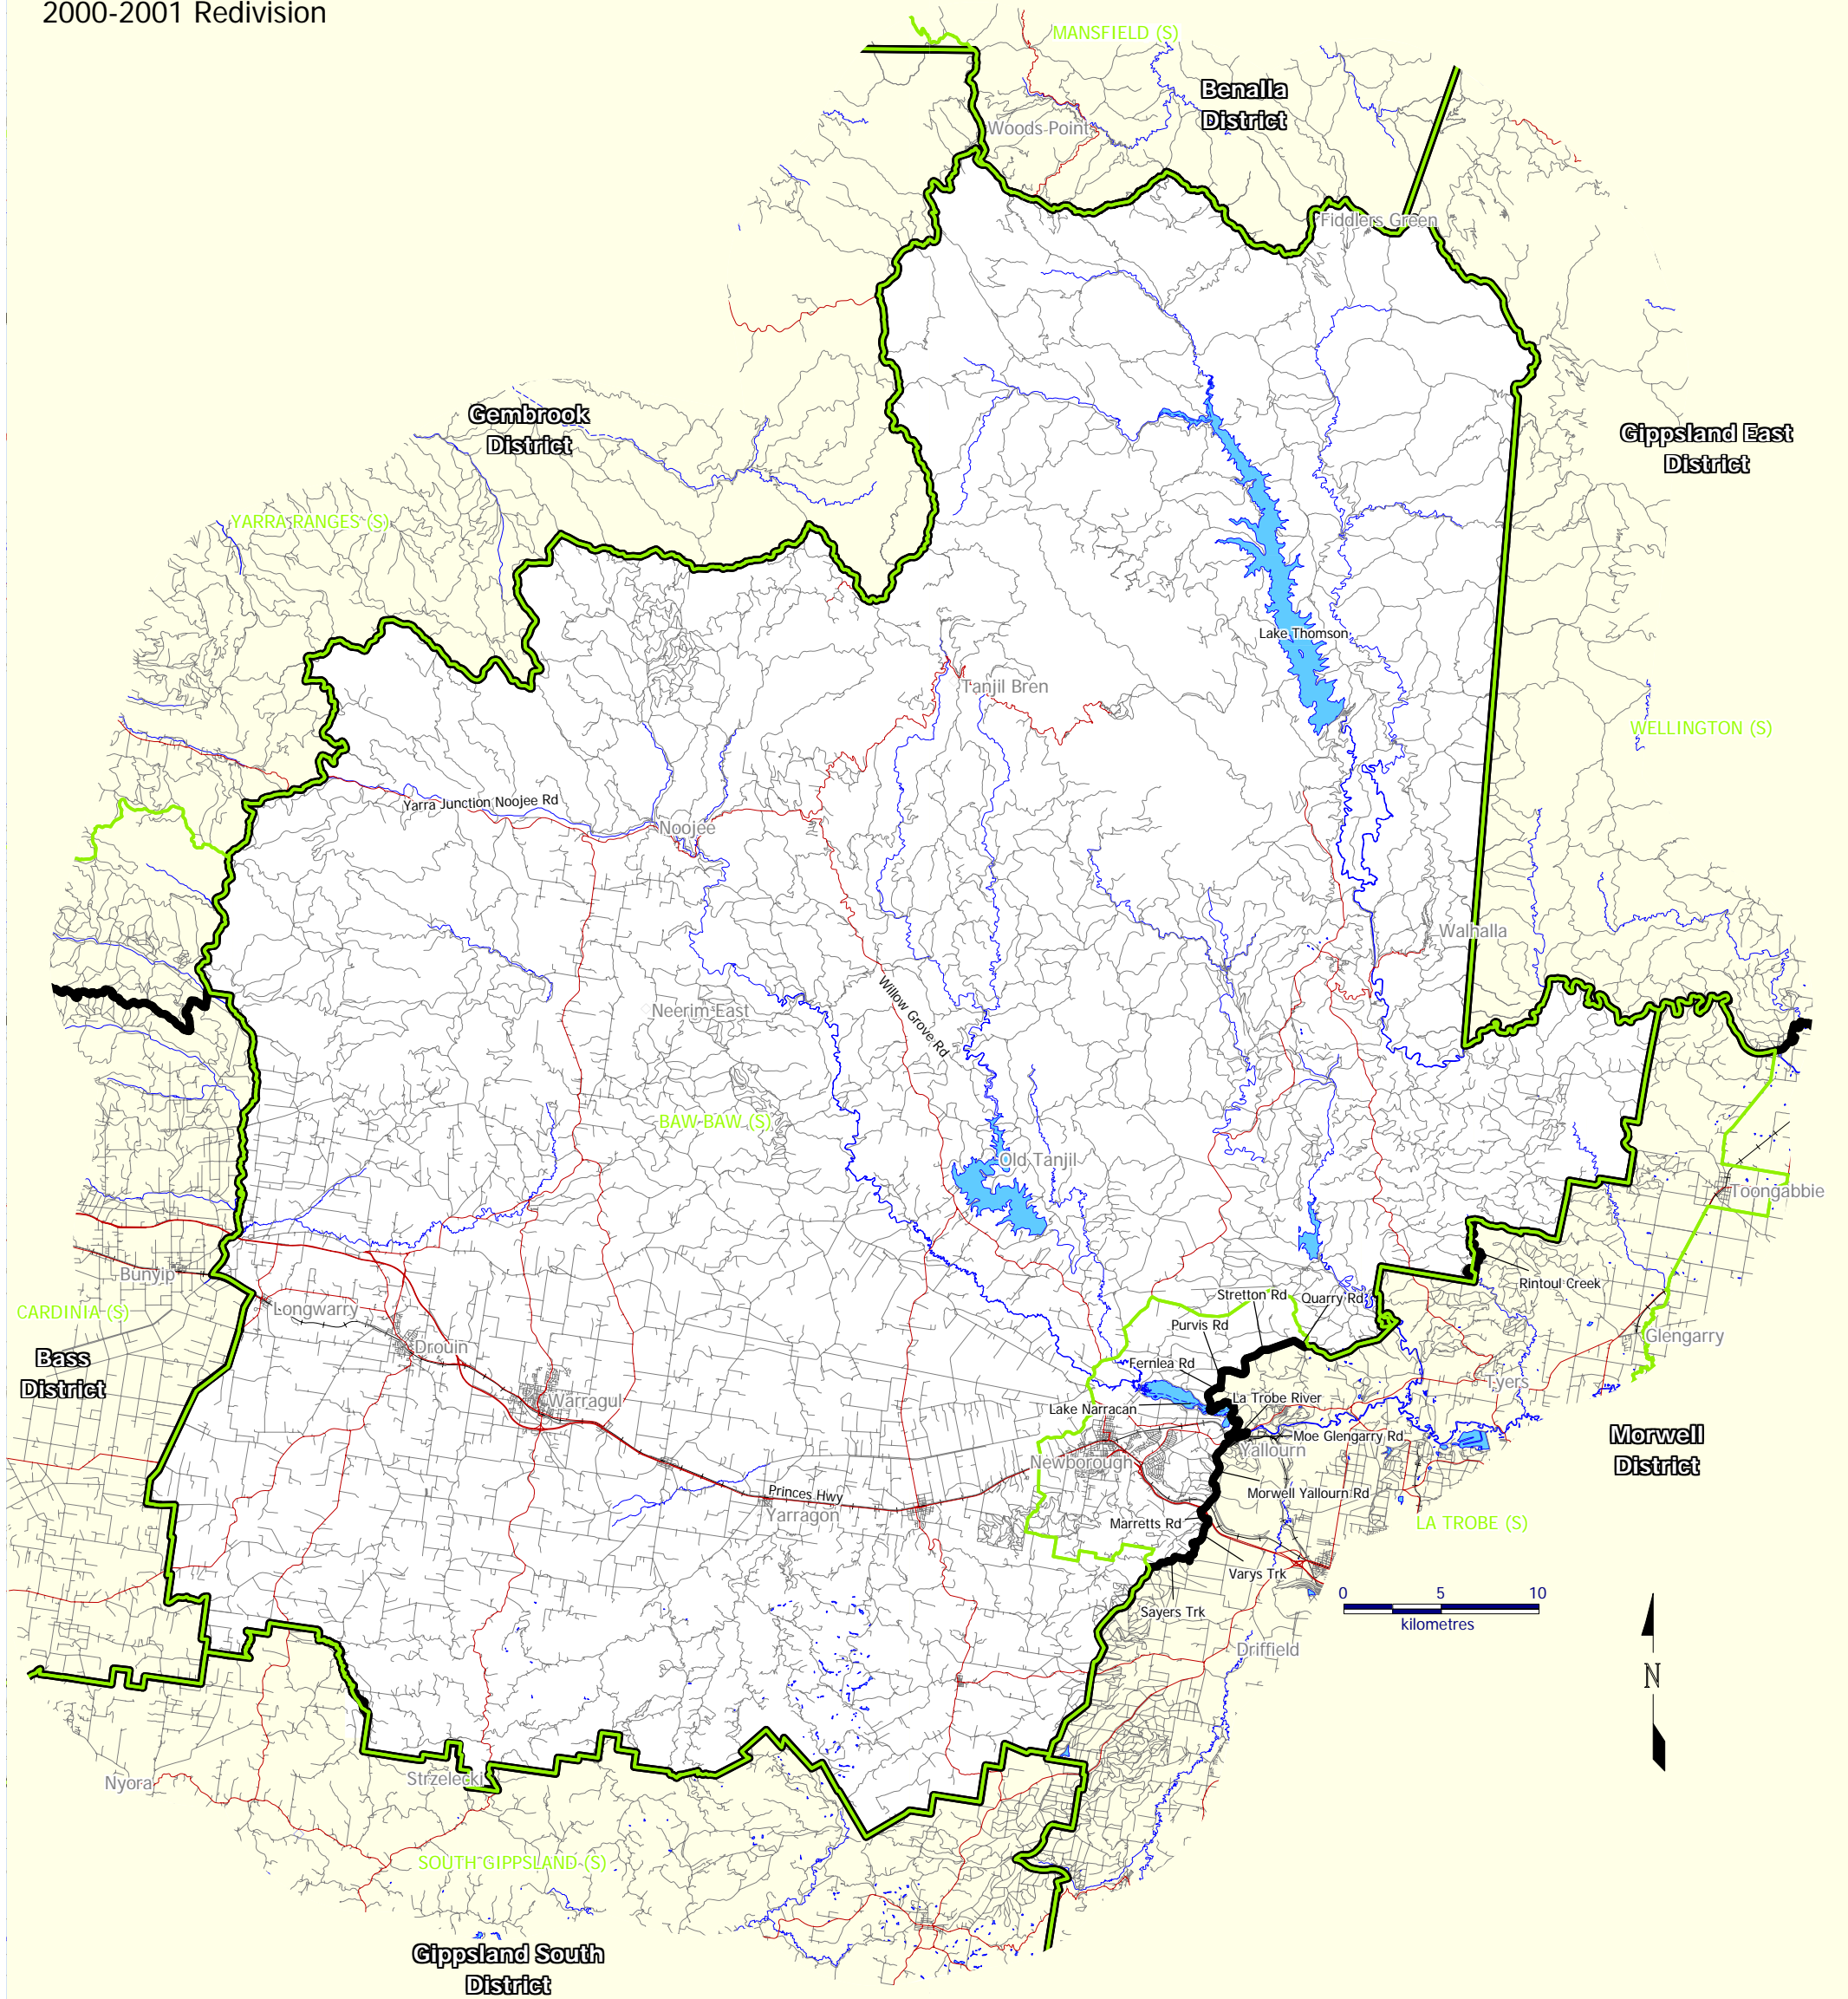 2000-2001 Redivision
MANSFIELD (S)
Benalla
District
Woods Point
Fiddlers Green
Gembrook
District
Gippsland East
District
YARRA RANGES (S)
Lake Thomson
Tanjil Bren
WELLINGTON (S)
Yarra Junction Noojee Rd
Noojee
Walhalla
Willow Grove Rd
Neerim East
BAW BAW (S)
Old Tanjil
Toongabbie
Bunyip
Rintoul Creek
CARDINIA (S)
Longwarry
Stretton Rd
Quarry Rd
Purvis Rd
Glengarry
Drouin
Bass
District
Fernlea Rd
Tyers
Warragul
La Trobe River
Lake Narracan
Moe Glengarry Rd
Morwell
District
Yallourn
Newborough
Princes Hwy
Morwell Yallourn Rd
Yarragon
Marretts Rd
LA TROBE (S)
Varys Trk
0 5 10
kilometres
Sayers Trk
Driffield
N
Nyora
Strzelecki
SOUTH GIPPSLAND (S)
Gippsland South
District